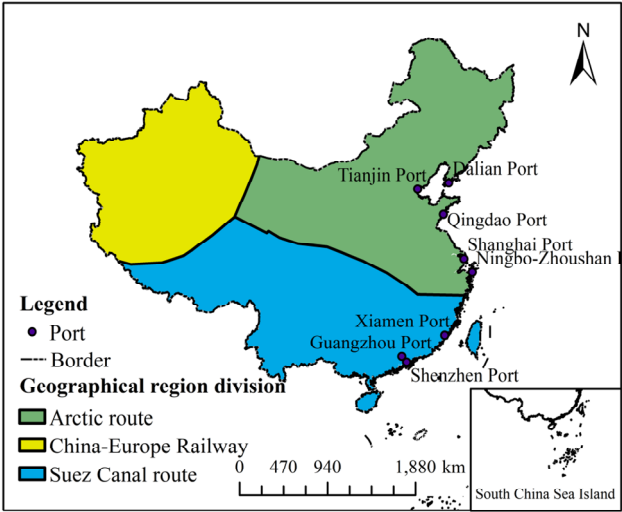 N
Dalian Port
Tianjin Port
Qingdao Port
Shanghai Port
Ningbo-Zhoushan
Xiamen Port
Guangzhou Port
Shenzhen Port
Legend
Port
Border
Geographical region division
Arctic route
China-Europe Railway
Suez Canal route
0 470 940 1,880 km
South China Sea Island